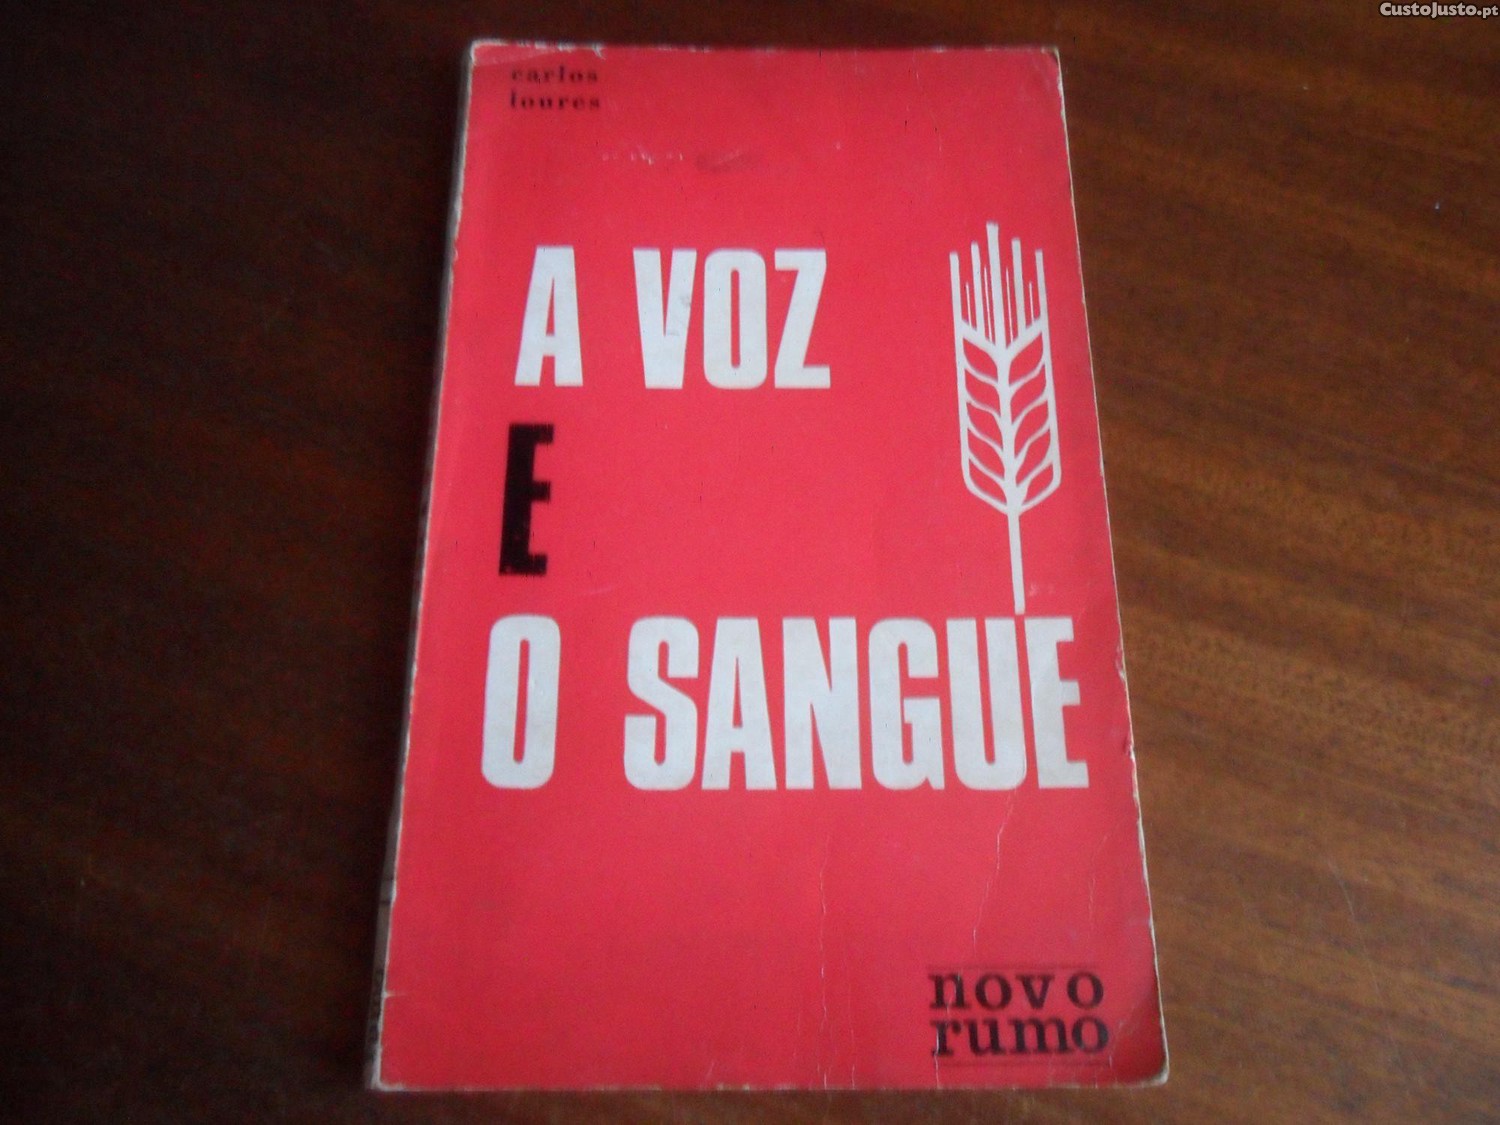 CustoJusto.pt
carlos
loures
A VOZ
E
O SANGUE
novo
rumo